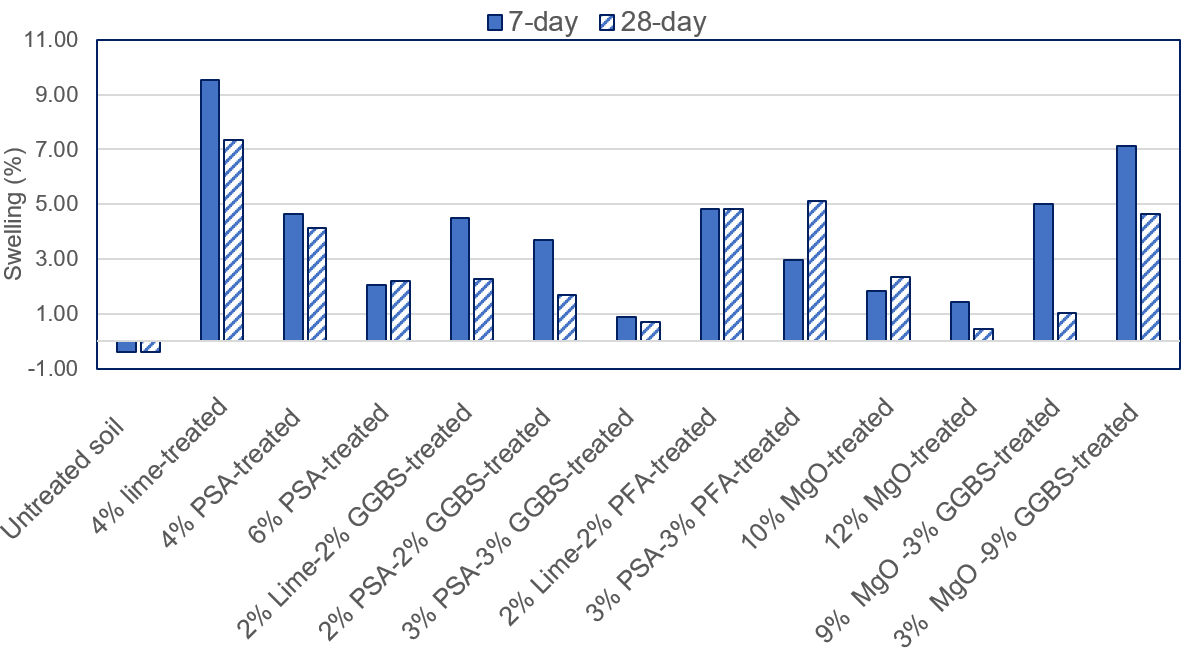 7-day 28-day
11.00
9.00
7.00
5.00
3.00
1.00
-1.00
Swelling (%)
Untreated soil
4% lime-treated
4% PSA-treated
6% PSA-treated
2% Lime-2% GGBS-treated
2% PSA-2% GGBS-treated
3% PSA-3% GGBS-treated
2% Lime-2% PFA-treated
3% PSA-3% PFA-treated
10% MgO-treated
12% MgO-treated
9%  MgO -3% GGBS-treated
3%  MgO -9% GGBS-treated